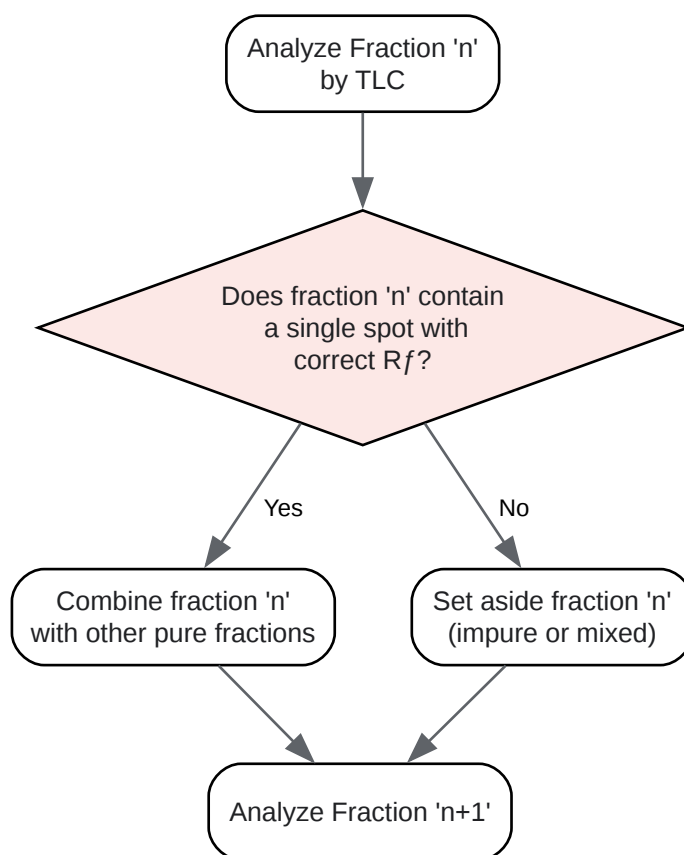 Analyze Fraction 'n'
by TLC
Does fraction 'n' contain
a single spot with
correct Rƒ?
Yes
No
Combine fraction 'n'
with other pure fractions
Set aside fraction 'n'
(impure or mixed)
Analyze Fraction 'n+1'